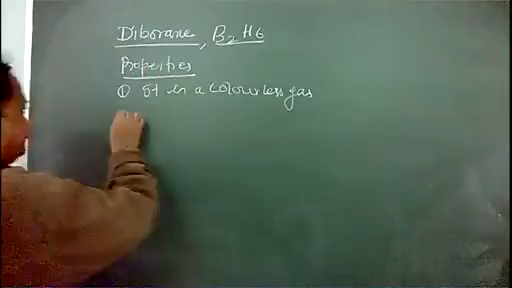 Diborane, B2H6
Properties
① It is a colourless gas